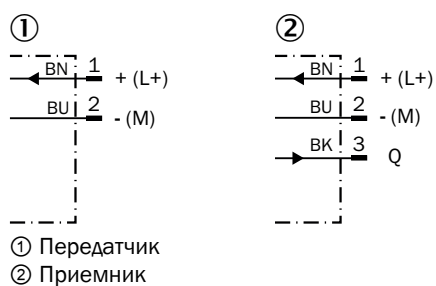 ① ②
BN 1 + (L+) BN 1 + (L+)
BU 2 - (M) BU 2 - (M)
BK 3 Q
① Передатчик
② Приемник